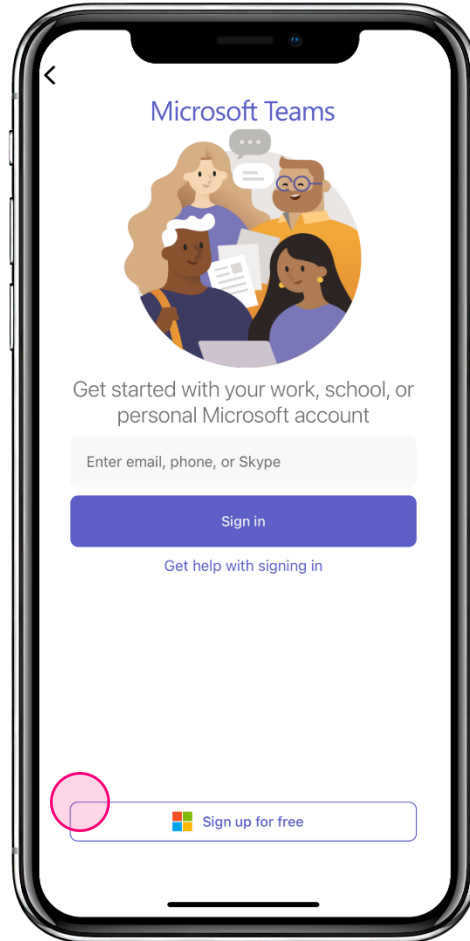 Microsoft Teams
Get started with your work, school, or
personal Microsoft account
Enter email, phone, or Skype
Sign in
Get help with signing in
Sign up for free